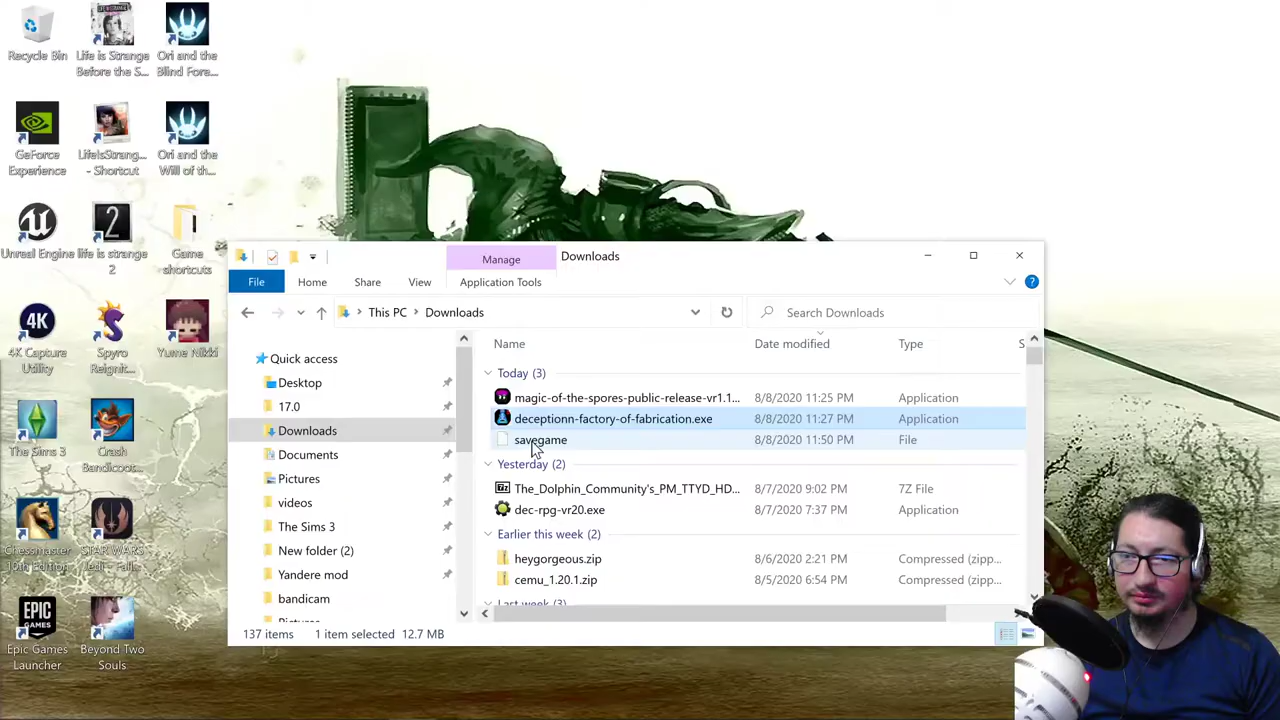 Recycle Bin
Life is Strange Before the S...
Ori and the Blind Fore...
GeForce Experience
LifeIsStrang... - Shortcut
Ori and the Will of th...
Unreal Engine
life is strange 2
Game shortcuts
4K Capture Utility
Spyro Reignit...
Yume Nikki
The Sims 3
Crash Bandicoot...
Chessmaster 10th Edition
STAR WARS Jedi - Fall...
EPIC GAMES
Epic Games Launcher
Beyond Two Souls
Manage
Downloads
File
Home
Share
View
Application Tools
This PC > Downloads
Search Downloads
Quick access
Desktop
17.0
Downloads
Documents
Pictures
videos
The Sims 3
New folder (2)
Yandere mod
bandicam
Name Date modified Type S
Today (3)
magic-of-the-spores-public-release-vr1.1... 8/8/2020 11:25 PM Application
deceptionn-factory-of-fabrication.exe 8/8/2020 11:27 PM Application
savegame 8/8/2020 11:50 PM File
Yesterday (2)
The_Dolphin_Community's_PM_TTYD_HD... 8/7/2020 9:02 PM 7Z File
dec-rpg-vr20.exe 8/7/2020 7:37 PM Application
Earlier this week (2)
heygorgeous.zip 8/6/2020 2:21 PM Compressed (zipp...
cemu_1.20.1.zip 8/5/2020 6:54 PM Compressed (zipp...
Last week (3)
137 items 1 item selected 12.7 MB